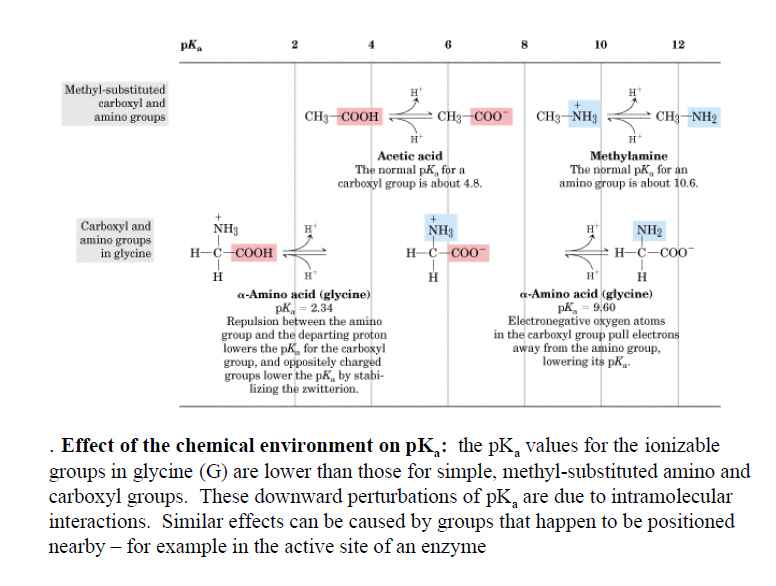 pKa 2 4 6 8 10 12
Methyl-substituted
carboxyl and
amino groups
CH3–COOH H+ H+ CH3–COO– CH3–NH3+ H+ H+ CH3–NH2
Acetic acid
The normal pKa for a
carboxyl group is about 4.8.
Methylamine
The normal pKa for an
amino group is about 10.6.
Carboxyl and
amino groups
in glycine
+
NH3
H–C–COOH
H
H+
H+
+
NH3
H–C–COO–
H
H+
H+
NH2
H–C–COO–
H
α-Amino acid (glycine)
pKa = 2.34
Repulsion between the amino
group and the departing proton
lowers the pKa for the carboxyl
group, and oppositely charged
groups lower the pKa by stabi-
lizing the zwitterion.
α-Amino acid (glycine)
pKa = 9.60
Electronegative oxygen atoms
in the carboxyl group pull electrons
away from the amino group,
lowering its pKa.
. Effect of the chemical environment on pKa: the pKa values for the ionizable
groups in glycine (G) are lower than those for simple, methyl-substituted amino and
carboxyl groups. These downward perturbations of pKa are due to intramolecular
interactions. Similar effects can be caused by groups that happen to be positioned
nearby – for example in the active site of an enzyme